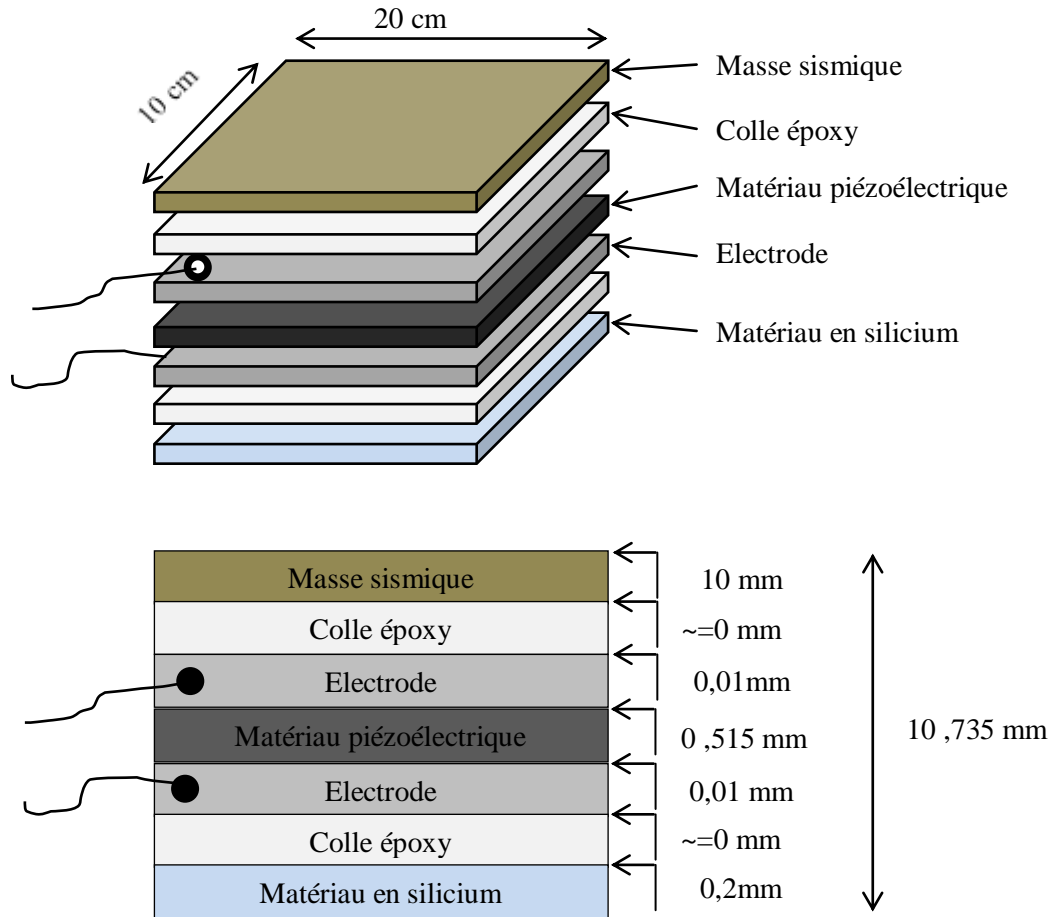 20 cm
10 cm
Masse sismique
Colle époxy
Matériau piézoélectrique
Electrode
Matériau en silicium
Masse sismique
10 mm
Colle époxy
~=0 mm
Electrode
0,01mm
Matériau piézoélectrique
0 ,515 mm
10 ,735 mm
Electrode
0,01 mm
Colle époxy
~=0 mm
Matériau en silicium
0,2mm